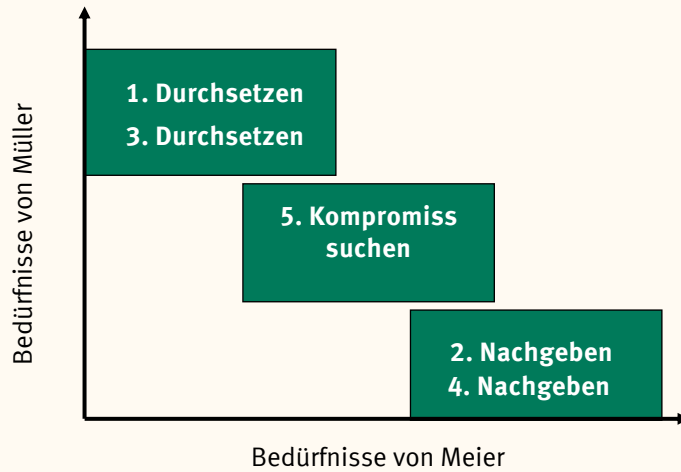 Bedürfnisse von Müller
1. Durchsetzen
3. Durchsetzen
5. Kompromiss
suchen
2. Nachgeben
4. Nachgeben
Bedürfnisse von Meier